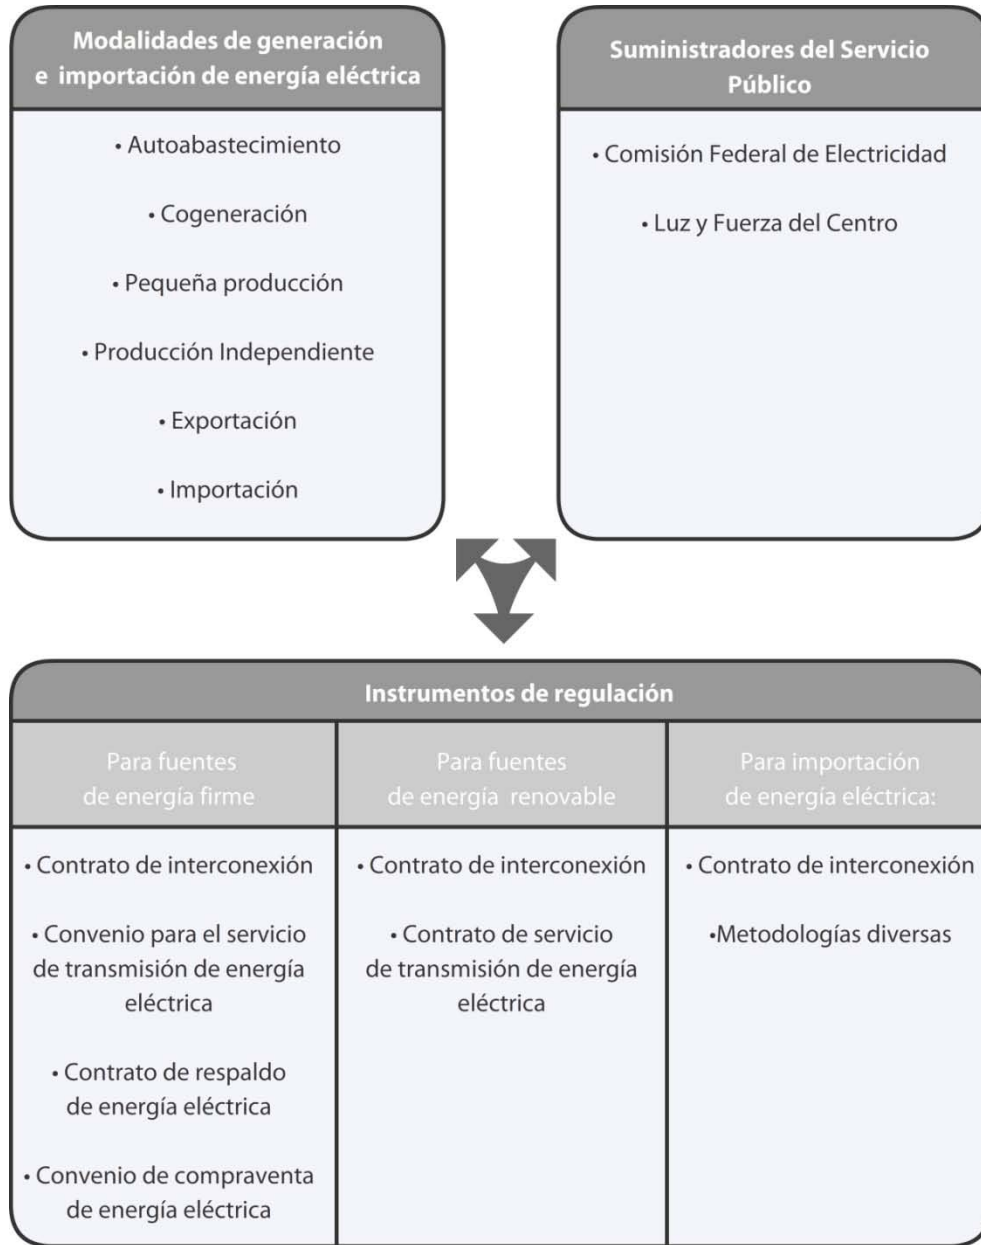 Modalidades de generación
e importación de energía eléctrica
• Autoabastecimiento
• Cogeneración
• Pequeña producción
• Producción Independiente
• Exportación
• Importación
Suministradores del Servicio
Público
• Comisión Federal de Electricidad
• Luz y Fuerza del Centro
Instrumentos de regulación
Para fuentes
de energía firme
• Contrato de interconexión
• Convenio para el servicio
de transmisión de energía
eléctrica
• Contrato de respaldo
de energía eléctrica
• Convenio de compraventa
de energía eléctrica
Para fuentes
de energía renovable
• Contrato de interconexión
• Contrato de servicio
de transmisión de energía
eléctrica
Para importación
de energía eléctrica:
• Contrato de interconexión
•Metodologías diversas